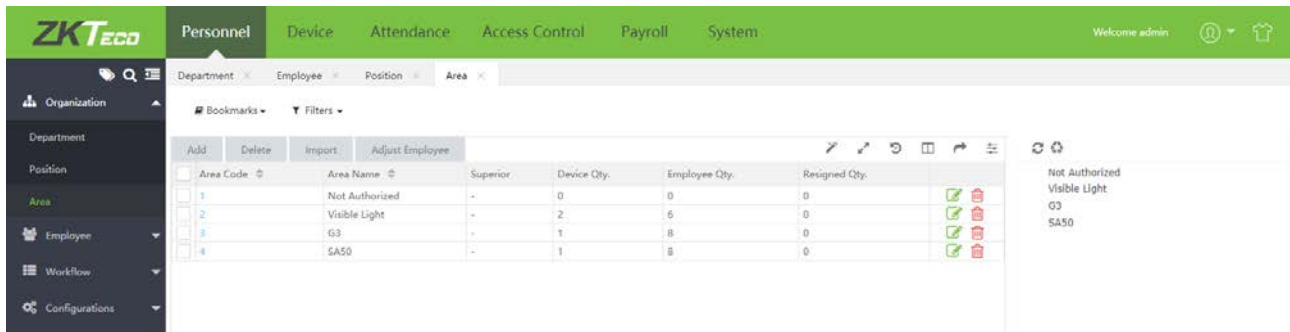 ZKTeco Personnel Device Attendance Access Control Payroll System Welcome admin
Department Employee Position Area
Organization
Bookmarks Filters
Department
Add Delete Import Adjust Employee
Position
Area Code Area Name Superior Device Qty. Employee Qty. Resigned Qty.
Not Authorized
Visible Light
G3
SA50
Area
1 Not Authorized - 0 0 0
2 Visible Light - 2 6 0
3 G3 - 1 8 0
4 SA50 - 1 8 0
Employee
Workflow
Configurations